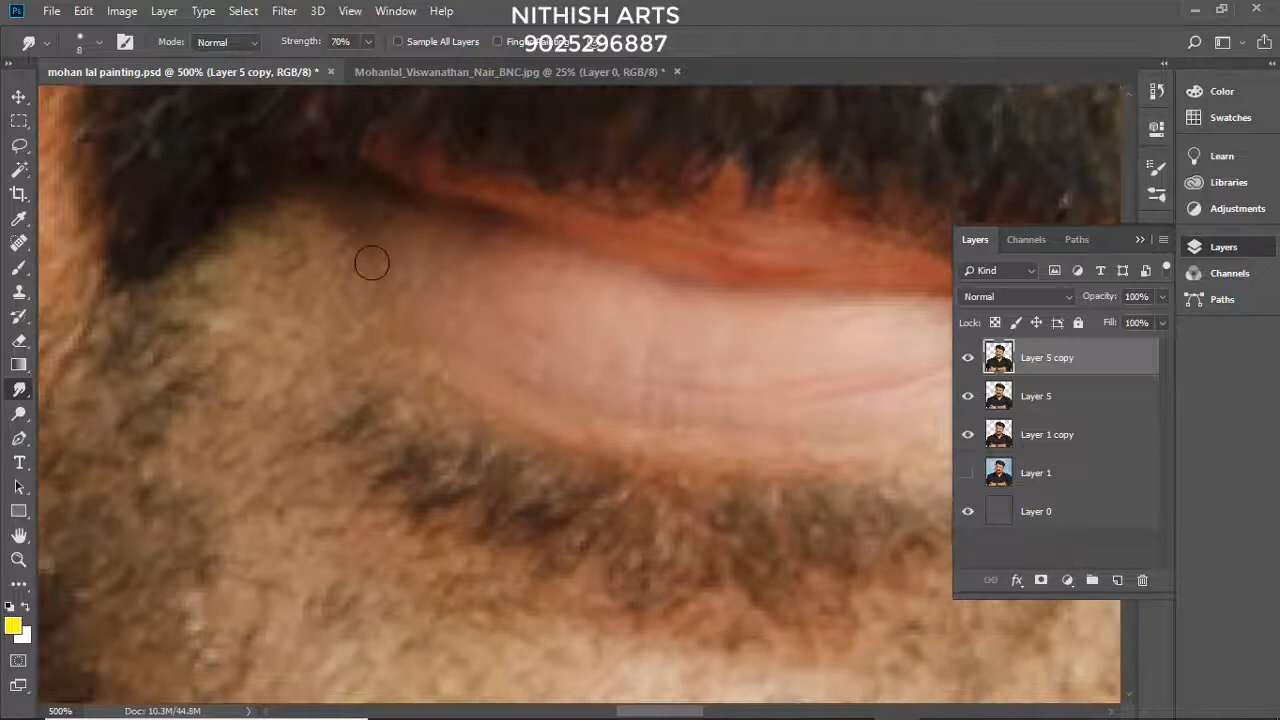 Ps File Edit Image Layer Type Select Filter 3D View Window Help
NITHISH ARTS
9025296887
8 Mode: Normal Strength: 70% Sample All Layers
mohan lal painting.psd @ 500% (Layer 5 copy, RGB/8) * × Mohanlal_Viswanathan_Nair_BNC.jpg @ 25% (Layer 0, RGB/8) * ×
Color
Swatches
Learn
Libraries
Adjustments
Layers
Channels
Paths
Layers Channels Paths
Kind
Normal Opacity: 100%
Lock: Fill: 100%
Layer 5 copy
Layer 5
Layer 1 copy
Layer 1
Layer 0
500% Doc: 10.3M/44.8M